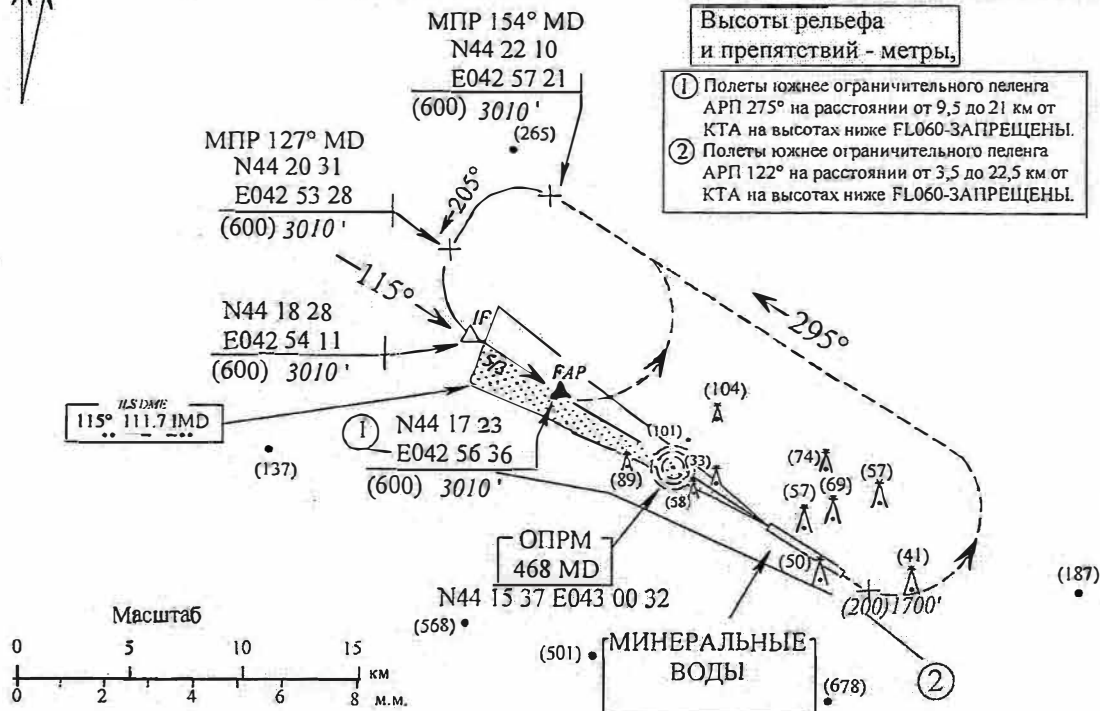 МПР 154° MD
N44 22 10
E042 57 21
(600) 3010'
(265)
Высоты рельефа
и препятствий - метры,
① Полеты южнее ограничительного пеленга
АРП 275° на расстоянии от 9,5 до 21 км от
КТА на высотах ниже FL060-ЗАПРЕЩЕНЫ.
② Полеты южнее ограничительного пеленга
АРП 122° на расстоянии от 3,5 до 22,5 км от
КТА на высотах ниже FL060-ЗАПРЕЩЕНЫ.
МПР 127° MD
N44 20 31
E042 53 28
(600) 3010'
205°
115°
295°
N44 18 28
E042 54 11
(600) 3010'
IF
FAP
ILS DME
115° 111.7 IMD
(137)
① N44 17 23
E042 56 36
(600) 3010'
(104)
(101)
(89)
(33)
(58)
(74)
(57)
(69)
(57)
(50)
(41)
(187)
(200)1700'
ОПРМ
468 MD
N44 15 37 E043 00 32
(568)
(501)
МИНЕРАЛЬНЫЕ
ВОДЫ
(678)
②
Масштаб
0 5 10 15
км
0 2 4 6 8 м.м.